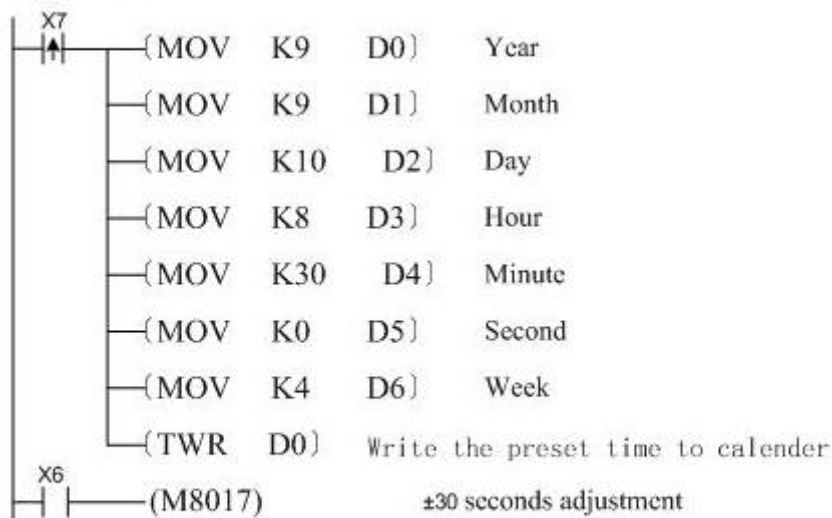 X7
(MOV K9 D0) Year
(MOV K9 D1) Month
(MOV K10 D2) Day
(MOV K8 D3) Hour
(MOV K30 D4) Minute
(MOV K0 D5) Second
(MOV K4 D6) Week
(TWR D0) Write the preset time to calender
X6
(M8017) ±30 seconds adjustment